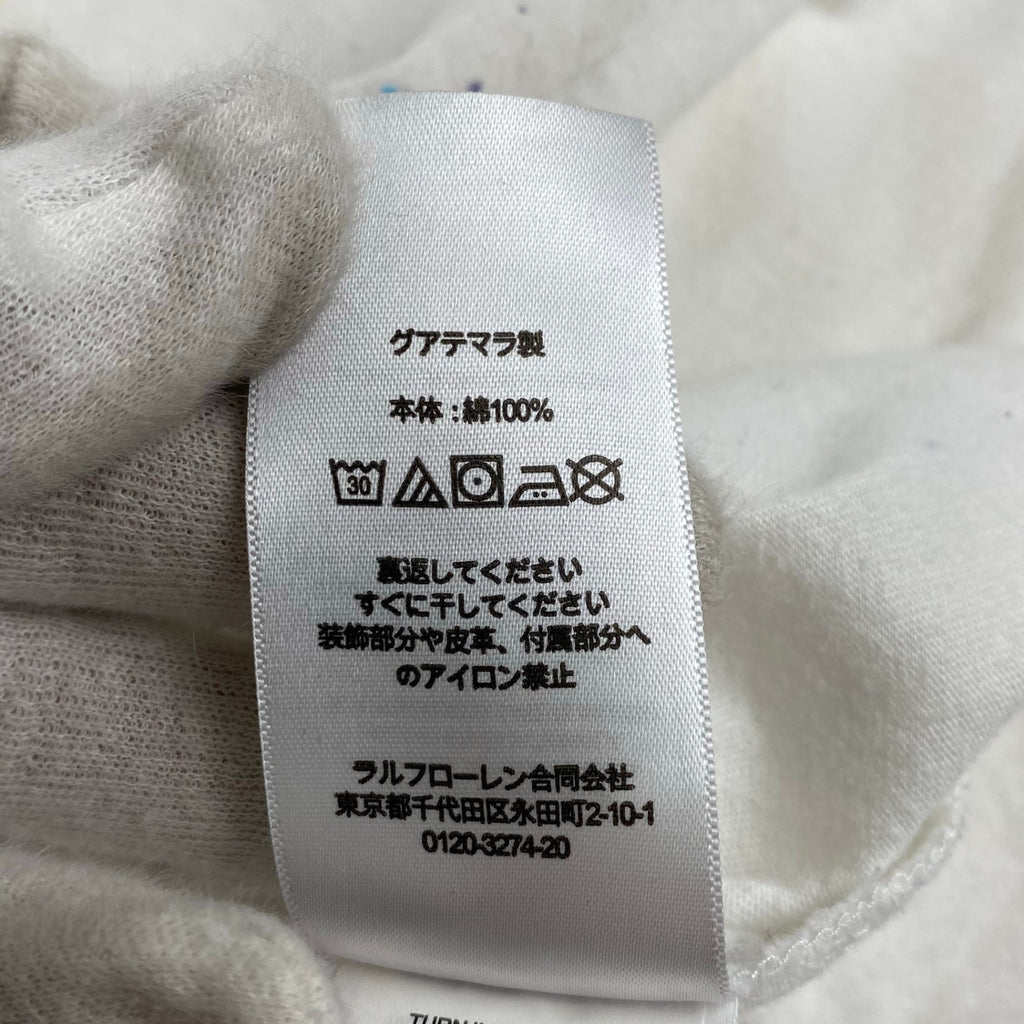 グアテマラ製
本体 : 綿100%
30
裏返してください
すぐに干してください
装飾部分や皮革、付属部分へ
のアイロン禁止
ラルフローレン合同会社
東京都千代田区永田町2-10-1
0120-3274-20